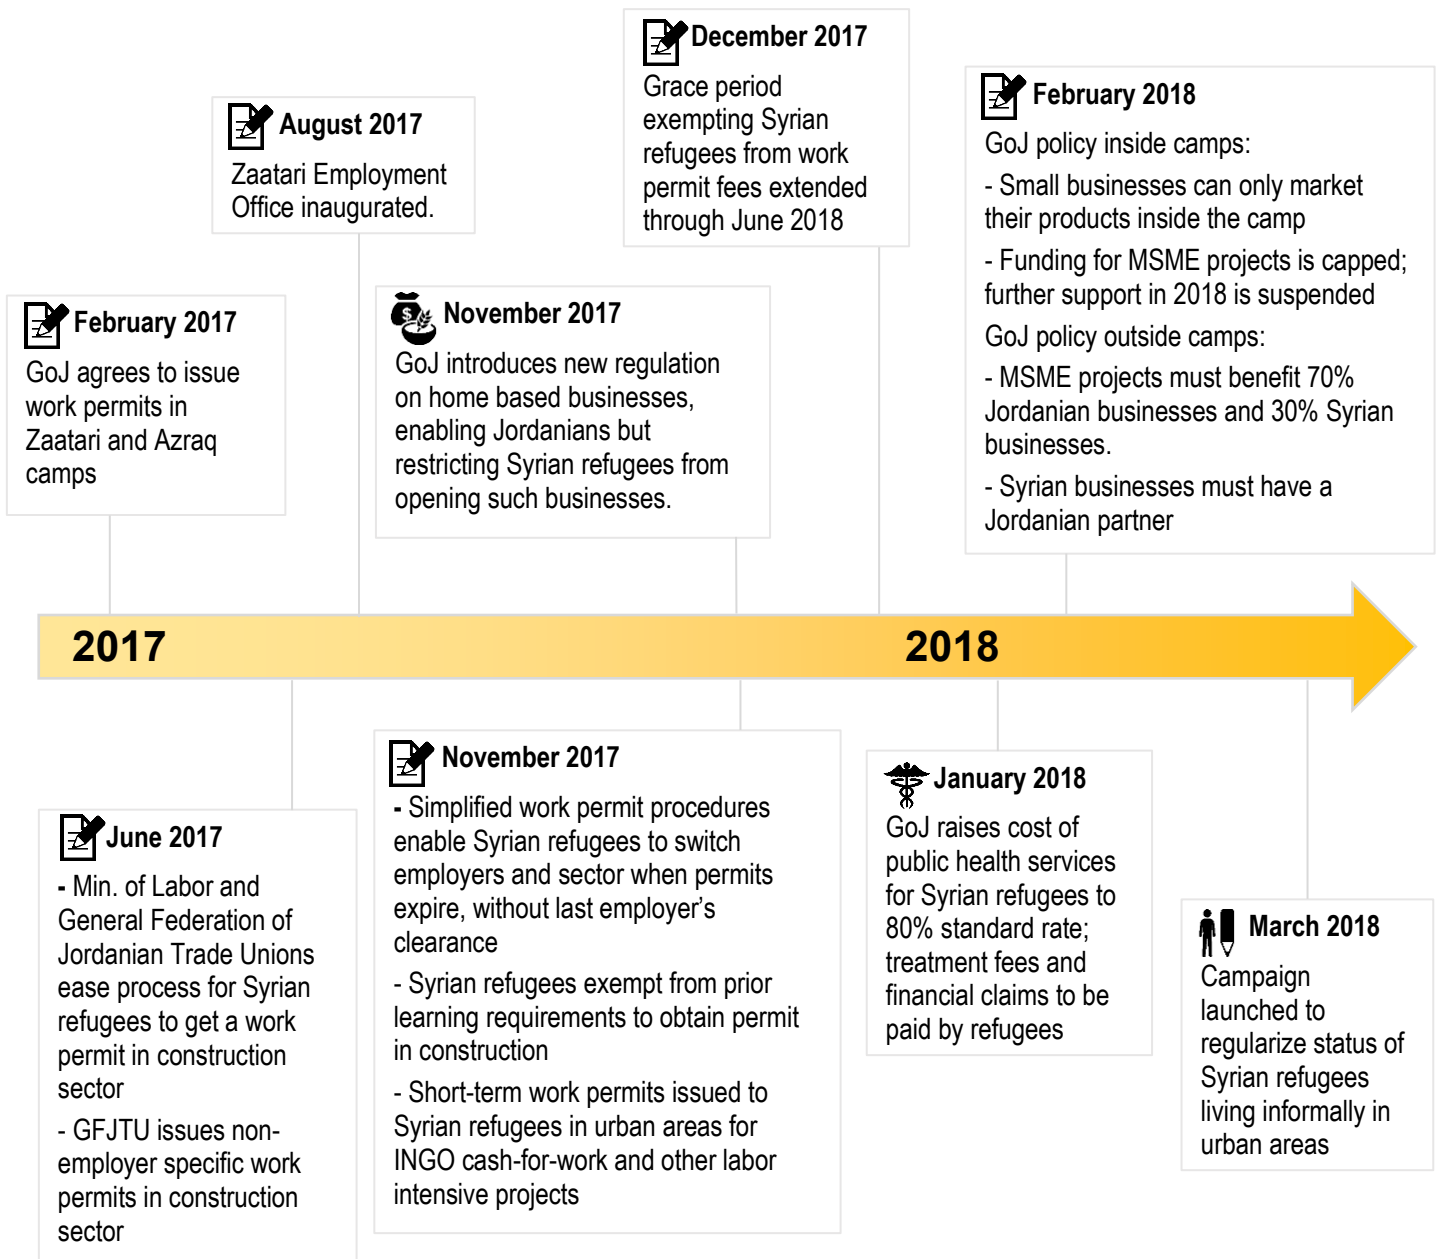 February 2017
GoJ agrees to issue
work permits in
Zaatari and Azraq
camps
August 2017
Zaatari Employment
Office inaugurated.
November 2017
GoJ introduces new regulation
on home based businesses,
enabling Jordanians but
restricting Syrian refugees from
opening such businesses.
December 2017
Grace period
exempting Syrian
refugees from work
permit fees extended
through June 2018
February 2018
GoJ policy inside camps:
- Small businesses can only market
their products inside the camp
- Funding for MSME projects is capped;
further support in 2018 is suspended
GoJ policy outside camps:
- MSME projects must benefit 70%
Jordanian businesses and 30% Syrian
businesses.
- Syrian businesses must have a
Jordanian partner
2017
2018
June 2017
- Min. of Labor and
General Federation of
Jordanian Trade Unions
ease process for Syrian
refugees to get a work
permit in construction
sector
- GFJTU issues non-
employer specific work
permits in construction
sector
November 2017
- Simplified work permit procedures
enable Syrian refugees to switch
employers and sector when permits
expire, without last employer’s
clearance
- Syrian refugees exempt from prior
learning requirements to obtain permit
in construction
- Short-term work permits issued to
Syrian refugees in urban areas for
INGO cash-for-work and other labor
intensive projects
January 2018
GoJ raises cost of
public health services
for Syrian refugees to
80% standard rate;
treatment fees and
financial claims to be
paid by refugees
March 2018
Campaign
launched to
regularize status of
Syrian refugees
living informally in
urban areas